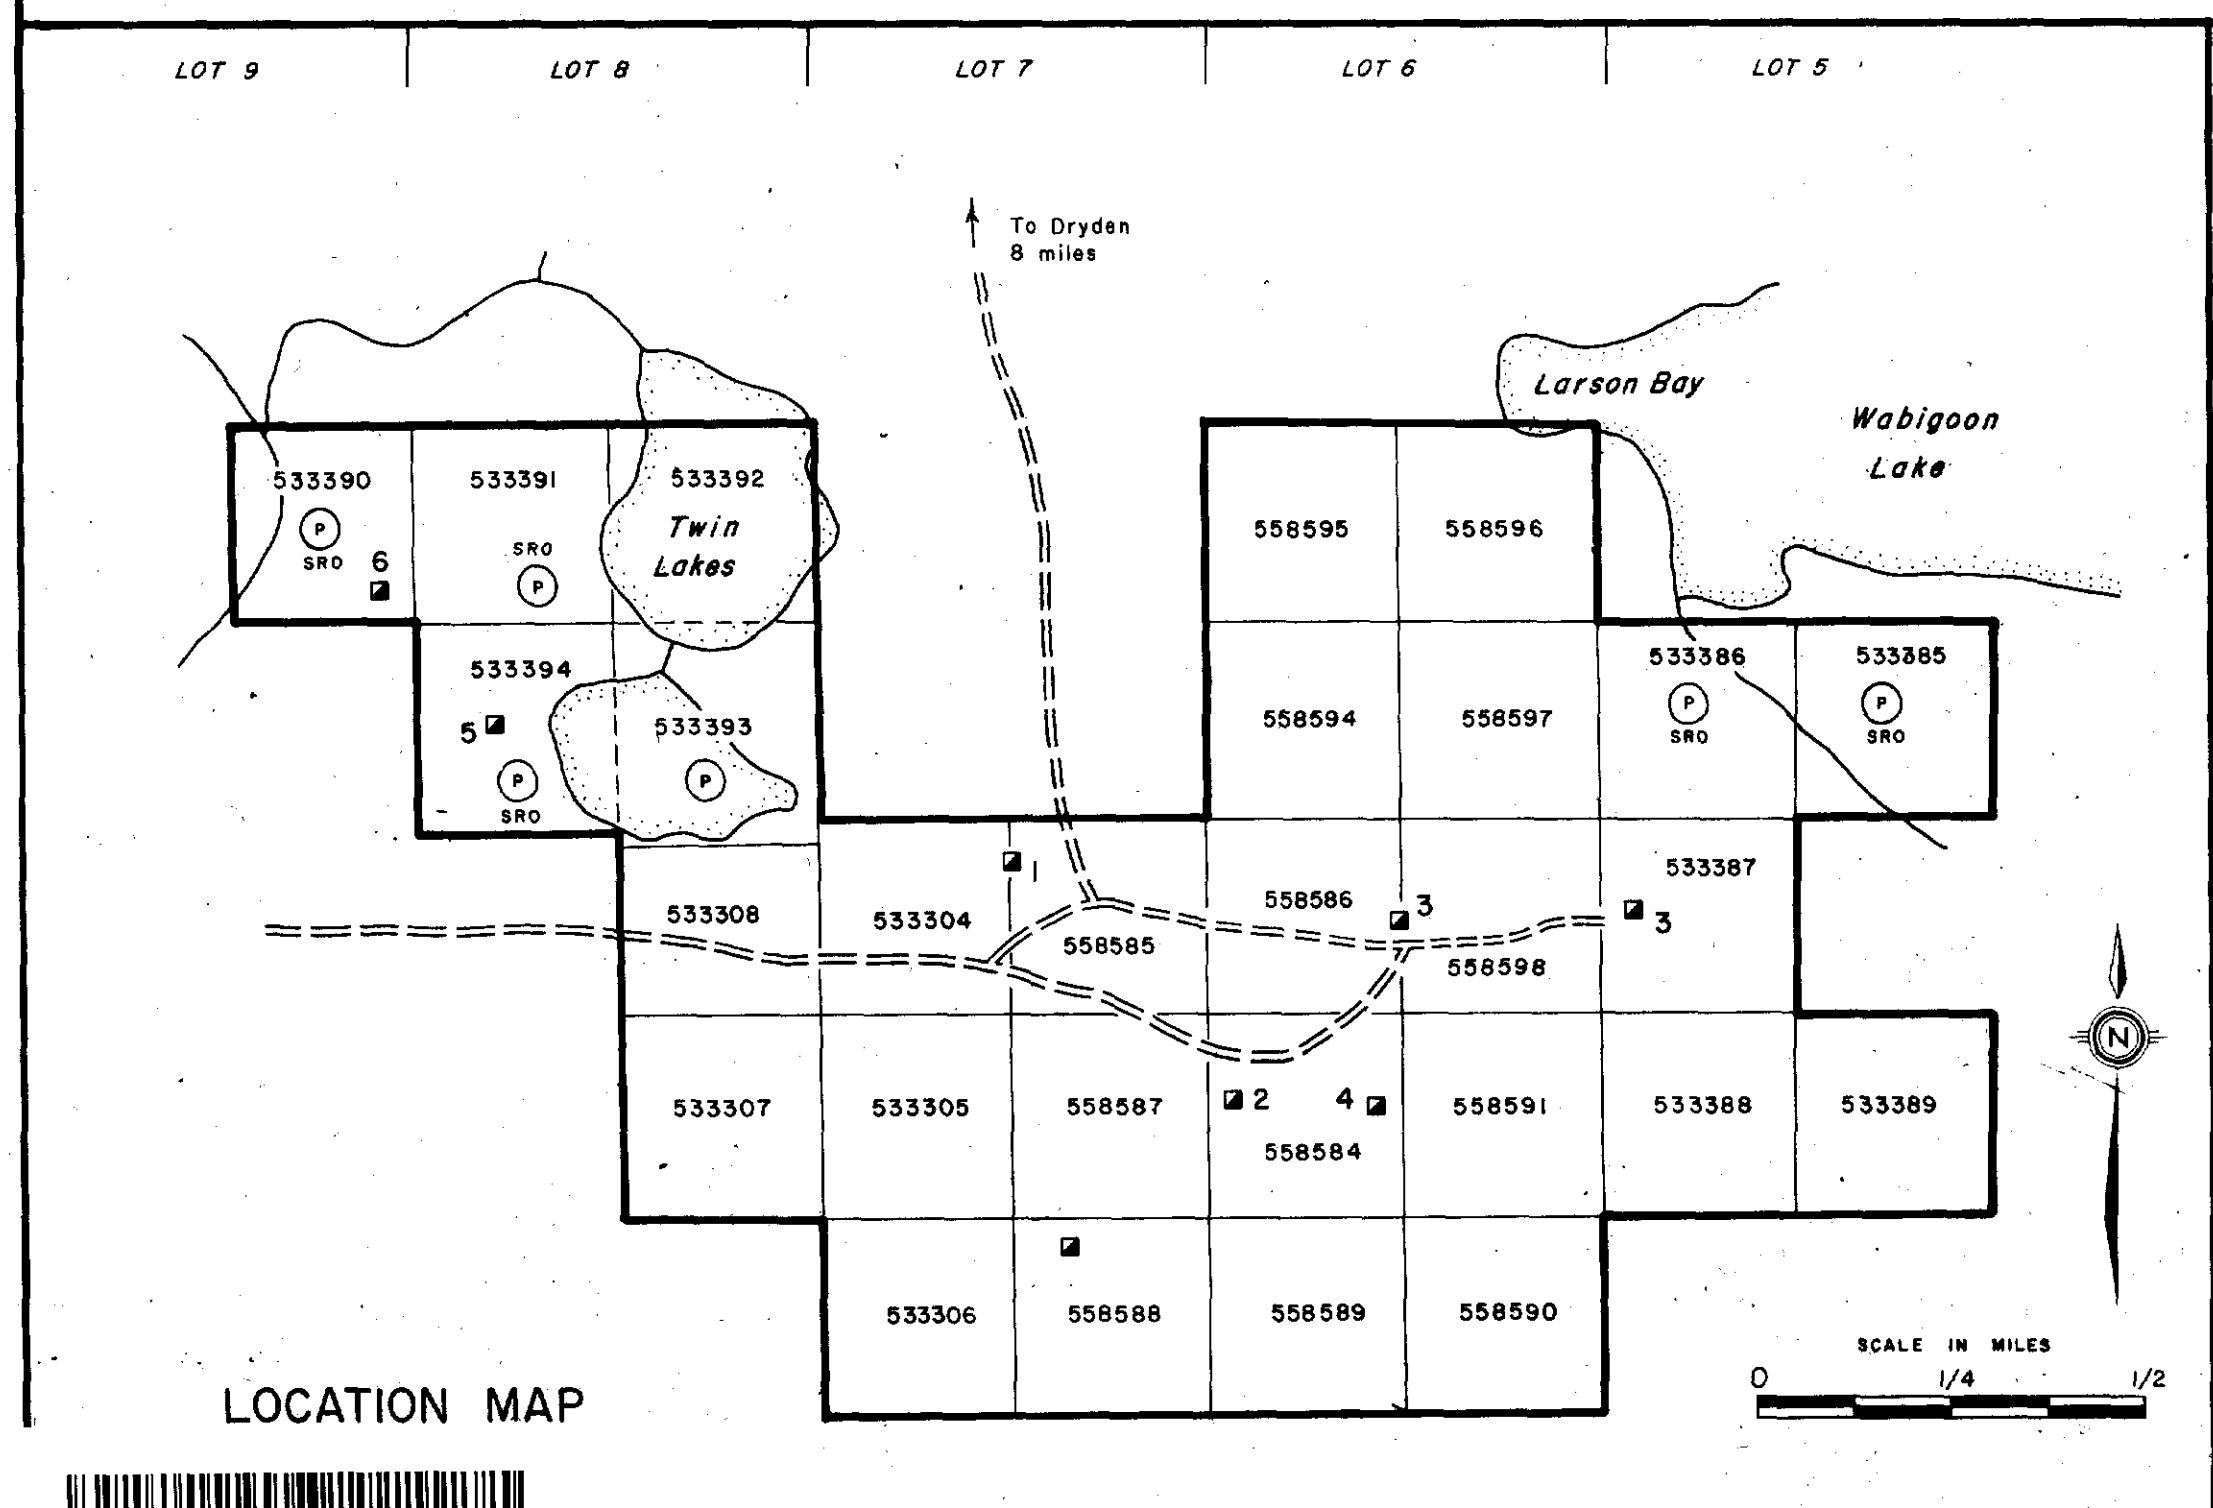 LOT 9
LOT 8
LOT 7
LOT 6
LOT 5
To Dryden
8 miles
Larson Bay
Wabigoon
Lake
533390
P
SRO
6
533391
SRO
P
533392
Twin
Lakes
558595
558596
533394
5
P
SRO
533393
P
558594
558597
533386
P
SRO
533385
P
SRO
533308
533304
1
558585
558586
3
558598
533387
3
N
533307
533305
558587
2
4
558584
558591
533388
533389
533306
558588
558589
558590
SCALE IN MILES
0 1/4 1/2
LOCATION MAP